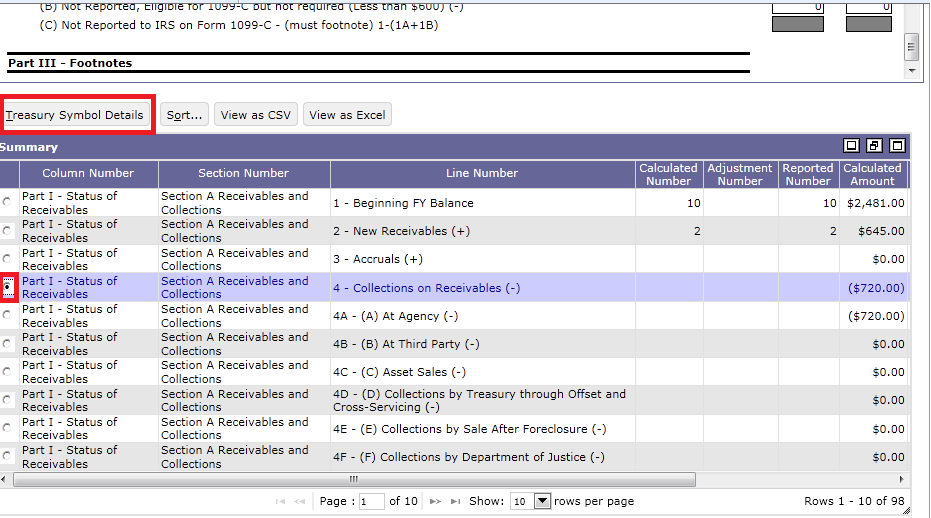 (B) Not Reported, Eligible for 1099-C but not required (Less than $600) (-) 0 0
(C) Not Reported to IRS on Form 1099-C - (must footnote) 1-(1A+1B)
Part III - Footnotes
Treasury Symbol Details Sort... View as CSV View as Excel
Summary
Column Number Section Number Line Number Calculated Number Adjustment Number Reported Number Calculated Amount
Part I - Status of Receivables Section A Receivables and Collections 1 - Beginning FY Balance 10 10 $2,481.00
Part I - Status of Receivables Section A Receivables and Collections 2 - New Receivables (+) 2 2 $645.00
Part I - Status of Receivables Section A Receivables and Collections 3 - Accruals (+) $0.00
Part I - Status of Receivables Section A Receivables and Collections 4 - Collections on Receivables (-) ($720.00)
Part I - Status of Receivables Section A Receivables and Collections 4A - (A) At Agency (-) ($720.00)
Part I - Status of Receivables Section A Receivables and Collections 4B - (B) At Third Party (-) $0.00
Part I - Status of Receivables Section A Receivables and Collections 4C - (C) Asset Sales (-) $0.00
Part I - Status of Receivables Section A Receivables and Collections 4D - (D) Collections by Treasury through Offset and Cross-Servicing (-) $0.00
Part I - Status of Receivables Section A Receivables and Collections 4E - (E) Collections by Sale After Foreclosure (-) $0.00
Part I - Status of Receivables Section A Receivables and Collections 4F - (F) Collections by Department of Justice (-) $0.00
Page : 1 of 10 Show: 10 rows per page Rows 1 - 10 of 98